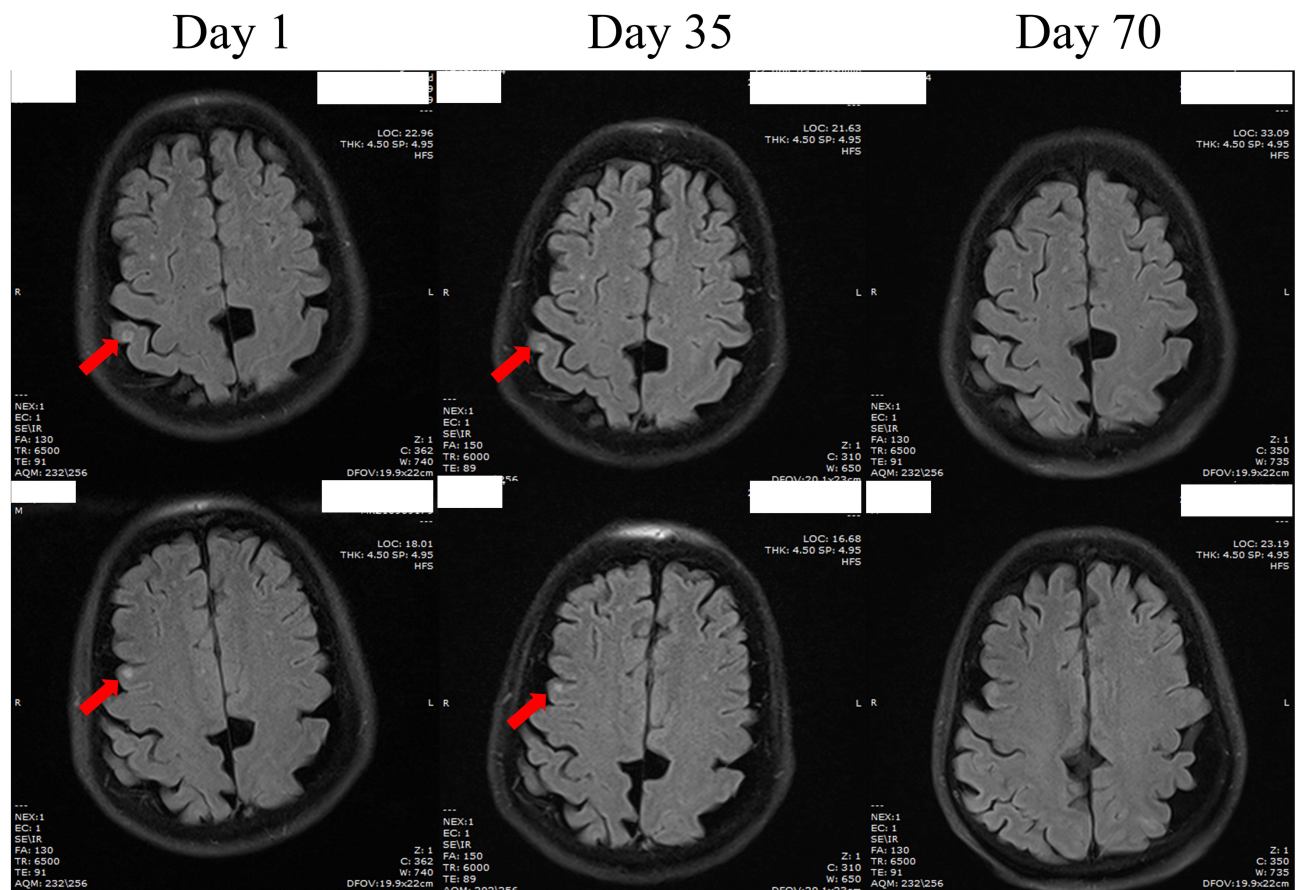 Day 1
Day 35
Day 70
---
LOC: 22.96
THK: 4.50 SP: 4.95
HFS
R
L
---
NEX:1
EC: 1
SE\IR
FA: 130
TR: 6500
TE: 91
AQM: 232\256
Z: 1
C: 362
W: 740
DFOV:19.9x22cm
---
LOC: 21.63
THK: 4.50 SP: 4.95
HFS
R
L
---
NEX:1
EC: 1
SE\IR
FA: 150
TR: 6000
TE: 89
Z: 1
C: 310
W: 650
DFOV:20.1x23cm
4
---
LOC: 33.09
THK: 4.50 SP: 4.95
HFS
R
L
---
NEX:1
EC: 1
SE\IR
FA: 130
TR: 6500
TE: 91
AQM: 232\256
Z: 1
C: 350
W: 735
DFOV:19.9x22cm
M
---
LOC: 18.01
THK: 4.50 SP: 4.95
HFS
R
L
---
NEX:1
EC: 1
SE\IR
FA: 130
TR: 6500
TE: 91
AQM: 232\256
Z: 1
C: 362
W: 740
DFOV:19.9x22cm
---
LOC: 16.68
THK: 4.50 SP: 4.95
HFS
R
L
---
NEX:1
EC: 1
SE\IR
FA: 150
TR: 6000
TE: 89
Z: 1
C: 310
W: 650
---
LOC: 23.19
THK: 4.50 SP: 4.95
HFS
R
L
---
NEX:1
EC: 1
SE\IR
FA: 130
TR: 6500
TE: 91
AQM: 232\256
Z: 1
C: 350
W: 735
DFOV:19.9x22cm